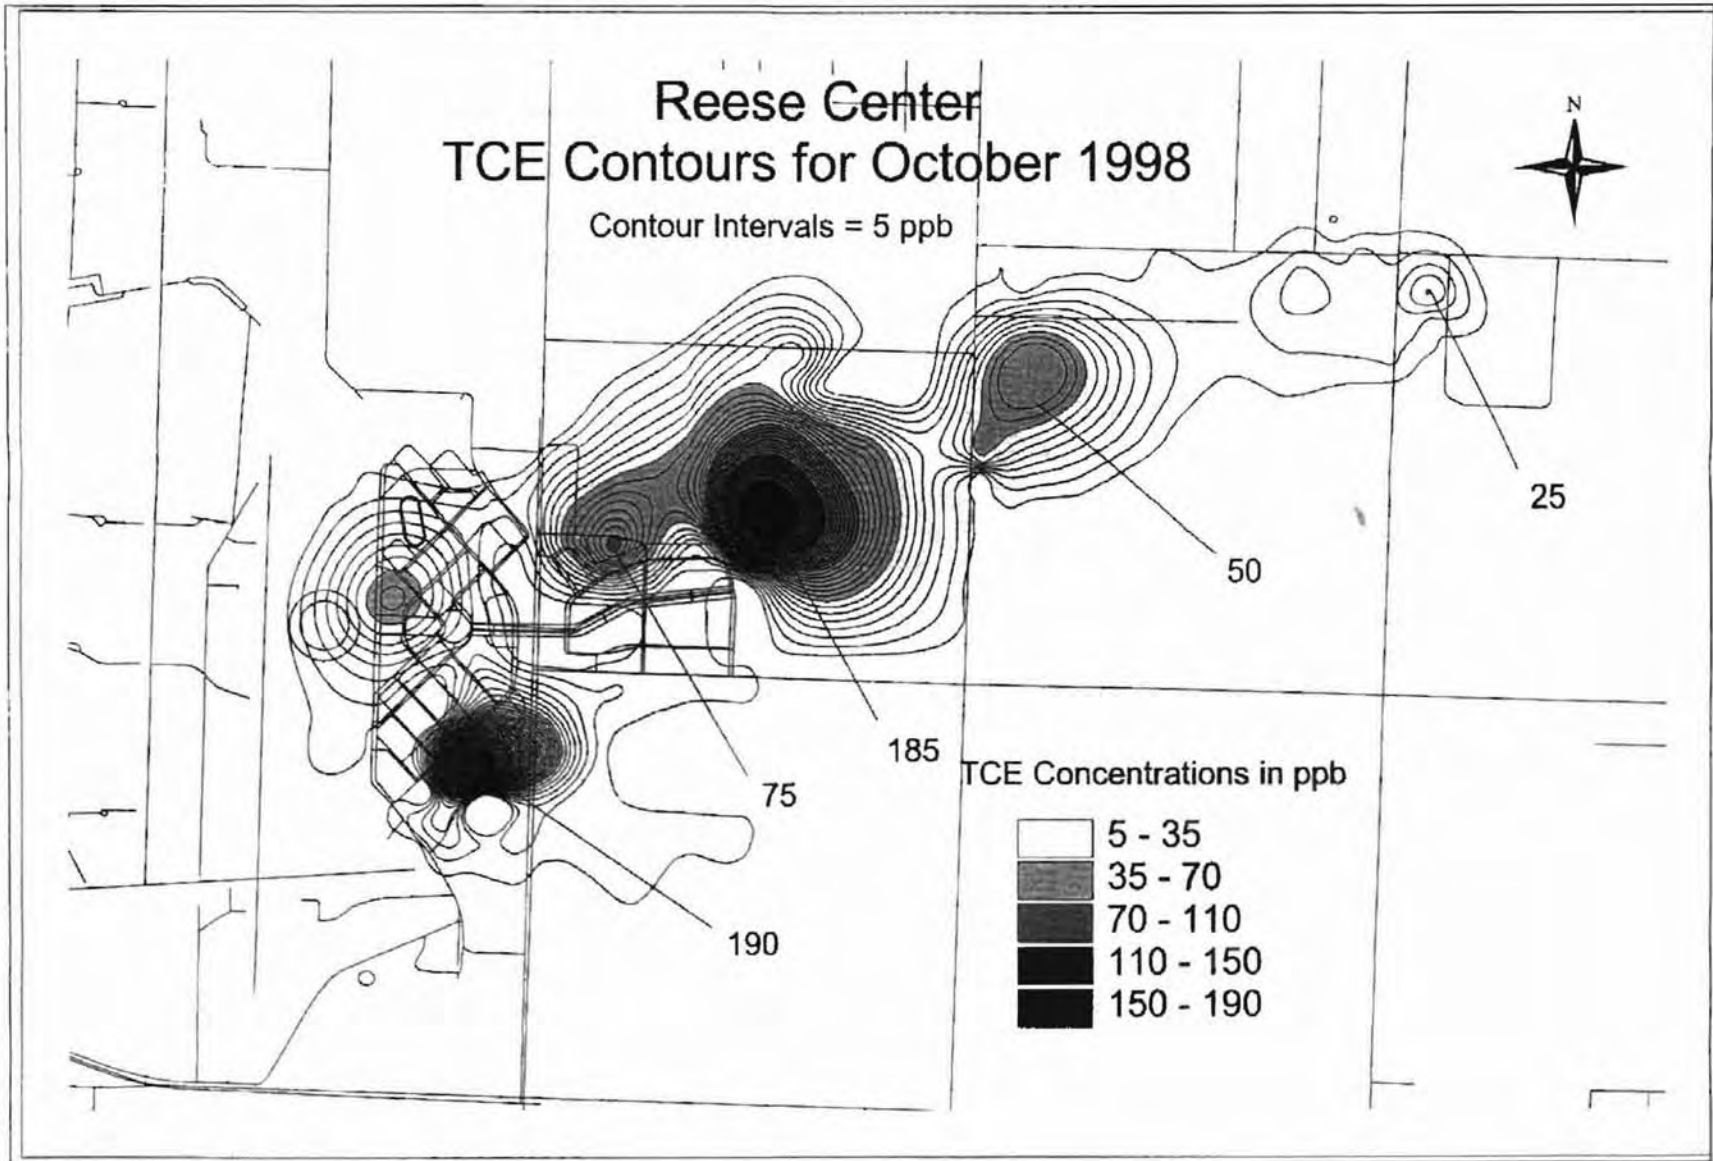 Reese Center
TCE Contours for October 1998
Contour Intervals = 5 ppb
N
25
50
185
75
190
TCE Concentrations in ppb
5 - 35
35 - 70
70 - 110
110 - 150
150 - 190